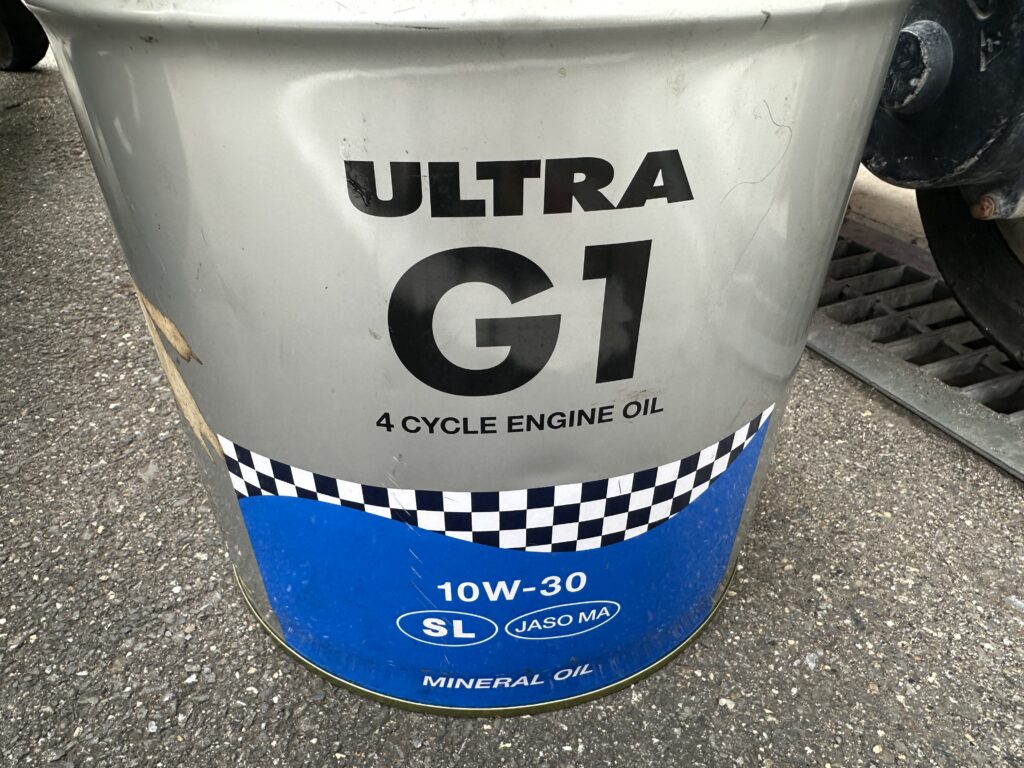 ULTRA
G1
4 CYCLE ENGINE OIL
10W-30
SL JASO MA
MINERAL OIL